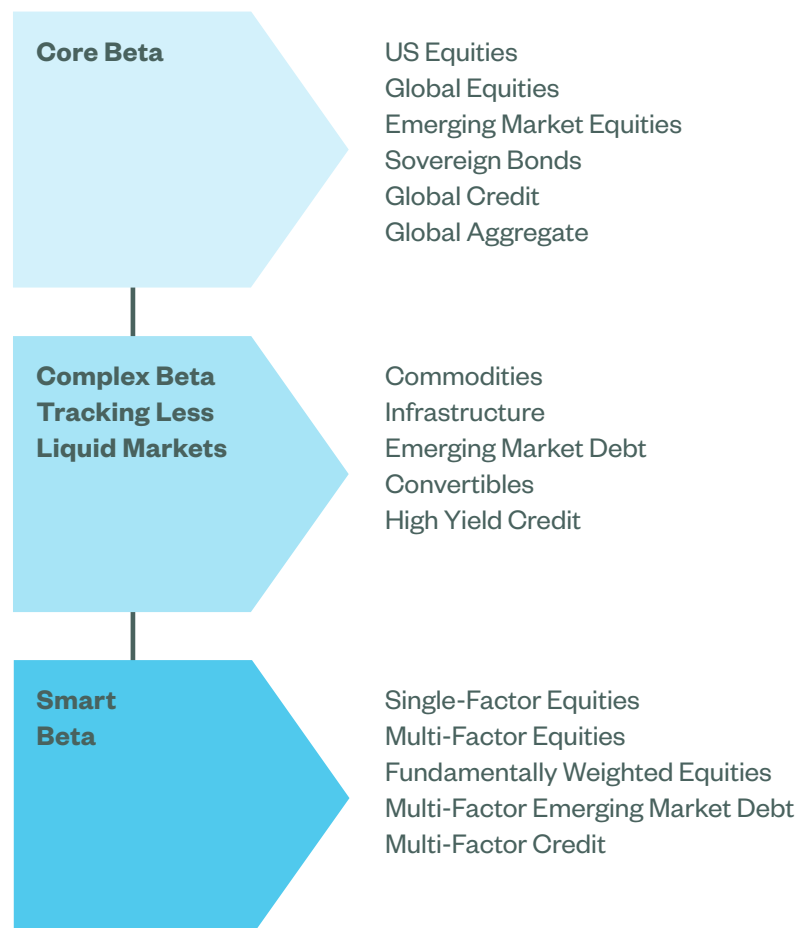 Core Beta
US Equities
Global Equities
Emerging Market Equities
Sovereign Bonds
Global Credit
Global Aggregate
Complex Beta
Tracking Less
Liquid Markets
Commodities
Infrastructure
Emerging Market Debt
Convertibles
High Yield Credit
Smart
Beta
Single-Factor Equities
Multi-Factor Equities
Fundamentally Weighted Equities
Multi-Factor Emerging Market Debt
Multi-Factor Credit